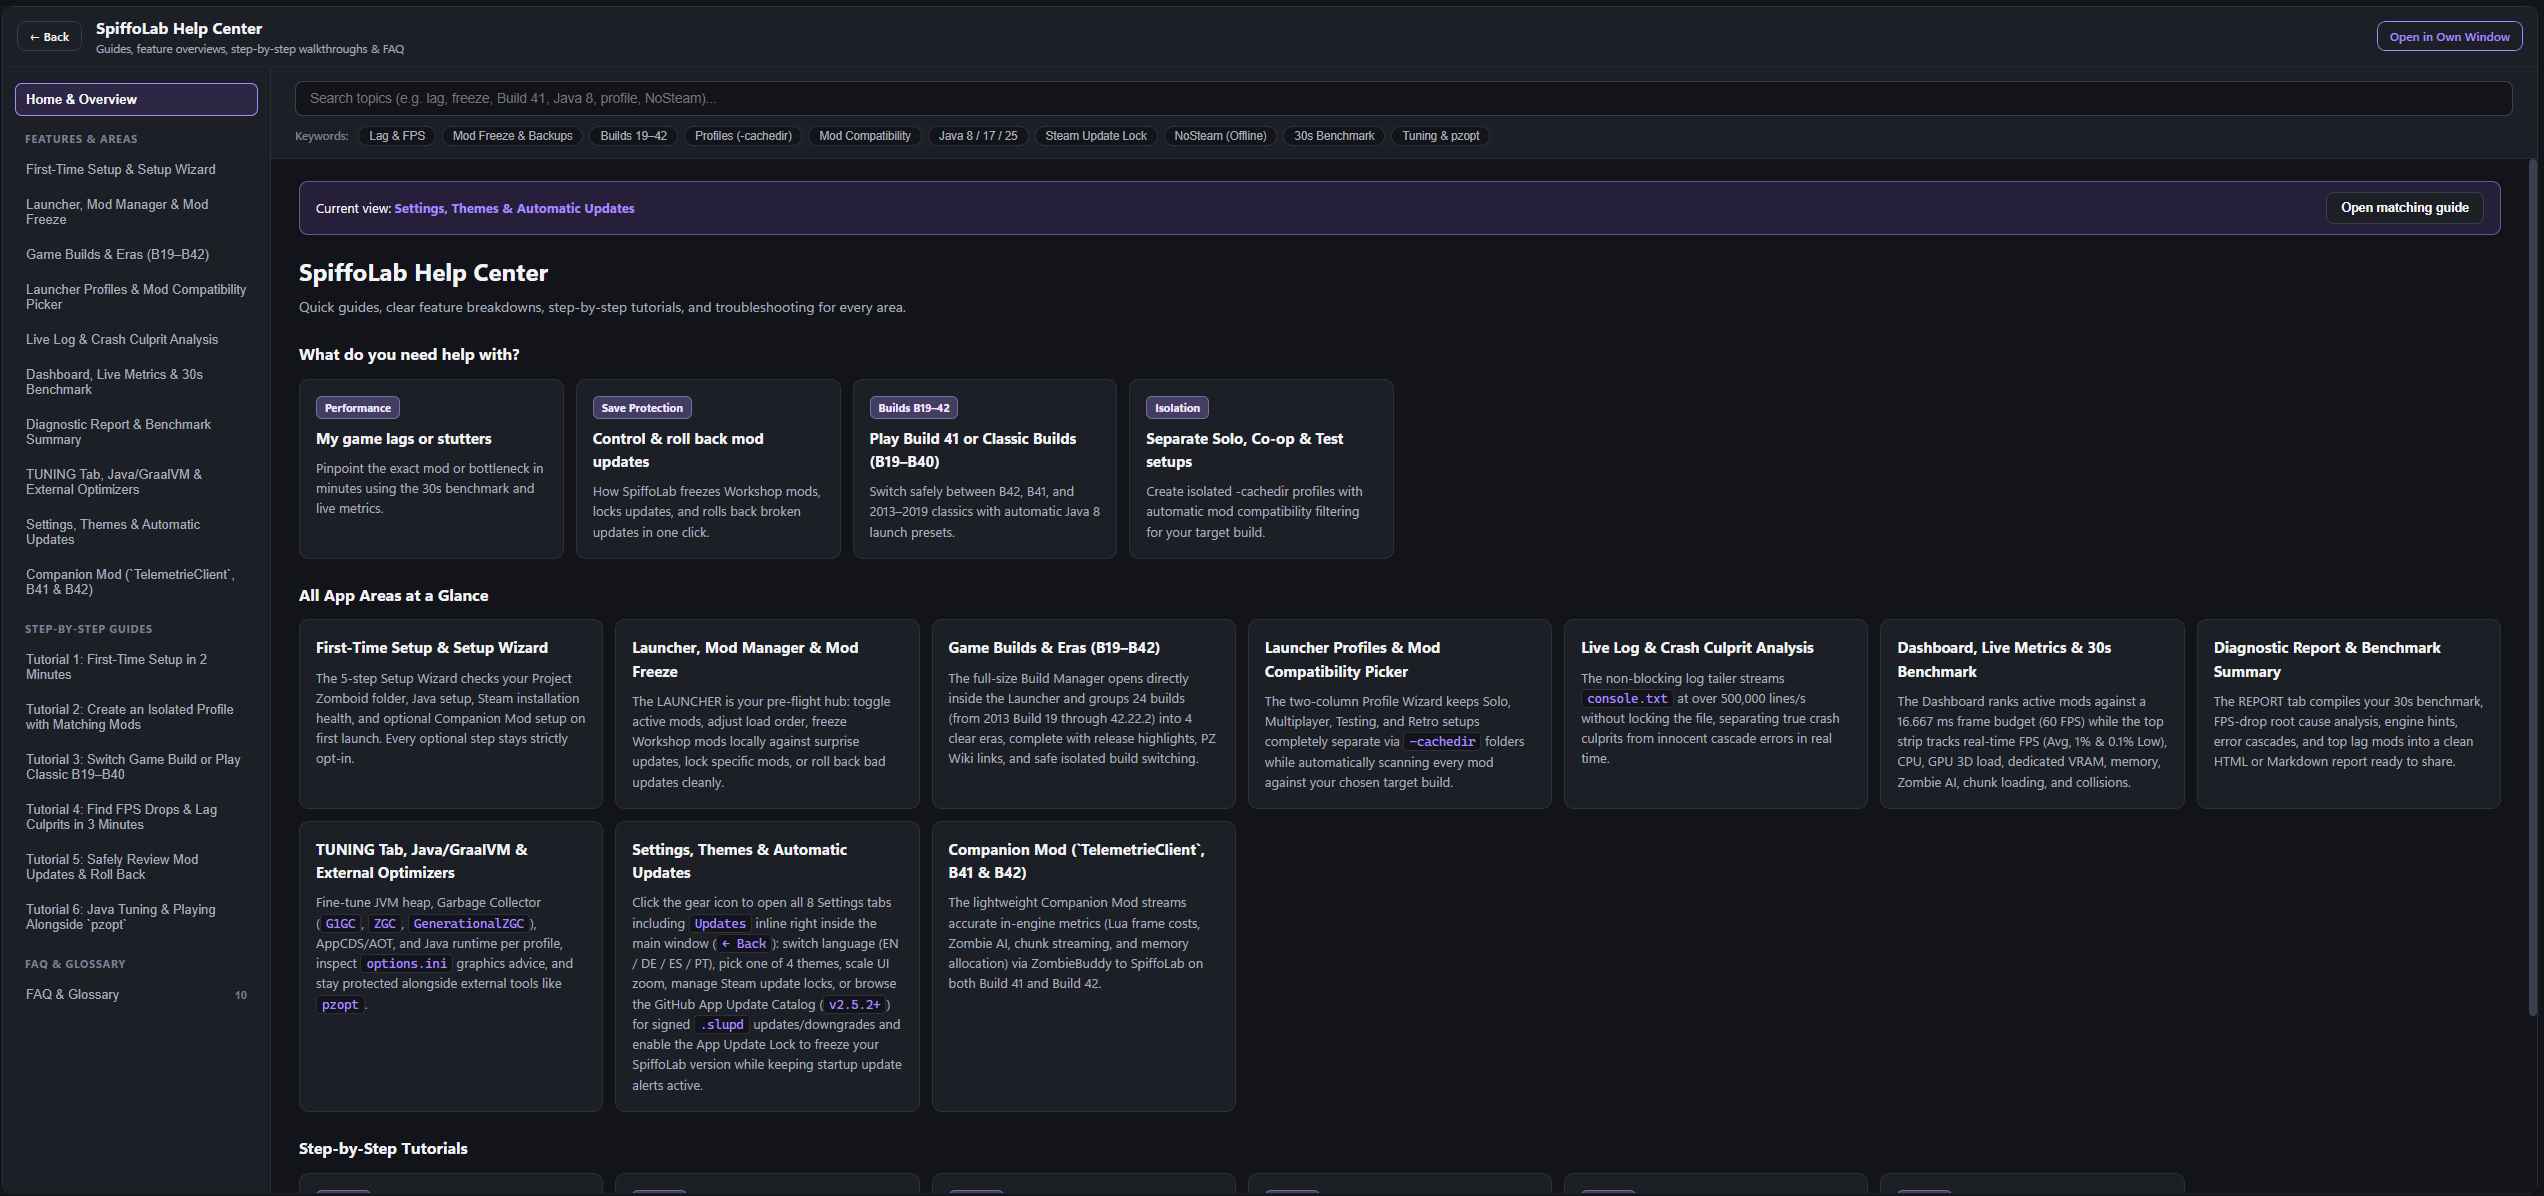 ← Back
SpiffoLab Help Center
Guides, feature overviews, step-by-step walkthroughs & FAQ
Open in Own Window
Home & Overview
FEATURES & AREAS
First-Time Setup & Setup Wizard
Launcher, Mod Manager & Mod
Freeze
Game Builds & Eras (B19–B42)
Launcher Profiles & Mod Compatibility
Picker
Live Log & Crash Culprit Analysis
Dashboard, Live Metrics & 30s
Benchmark
Diagnostic Report & Benchmark
Summary
TUNING Tab, Java/GraalVM &
External Optimizers
Settings, Themes & Automatic
Updates
Companion Mod (`TelemetrieClient`,
B41 & B42)
STEP-BY-STEP GUIDES
Tutorial 1: First-Time Setup in 2
Minutes
Tutorial 2: Create an Isolated Profile
with Matching Mods
Tutorial 3: Switch Game Build or Play
Classic B19–B40
Tutorial 4: Find FPS Drops & Lag
Culprits in 3 Minutes
Tutorial 5: Safely Review Mod
Updates & Roll Back
Tutorial 6: Java Tuning & Playing
Alongside `pzopt`
FAQ & GLOSSARY
FAQ & Glossary 10
Search topics (e.g. lag, freeze, Build 41, Java 8, profile, NoSteam)...
Keywords: Lag & FPS Mod Freeze & Backups Builds 19–42 Profiles (-cachedir) Mod Compatibility Java 8 / 17 / 25 Steam Update Lock NoSteam (Offline) 30s Benchmark Tuning & pzopt
Current view: Settings, Themes & Automatic Updates
Open matching guide
SpiffoLab Help Center
Quick guides, clear feature breakdowns, step-by-step tutorials, and troubleshooting for every area.
What do you need help with?
Performance
My game lags or stutters
Pinpoint the exact mod or bottleneck in
minutes using the 30s benchmark and
live metrics.
Save Protection
Control & roll back mod
updates
How SpiffoLab freezes Workshop mods,
locks updates, and rolls back broken
updates in one click.
Builds B19–42
Play Build 41 or Classic Builds
(B19–B40)
Switch safely between B42, B41, and
2013–2019 classics with automatic Java 8
launch presets.
Isolation
Separate Solo, Co-op & Test
setups
Create isolated -cachedir profiles with
automatic mod compatibility filtering
for your target build.
All App Areas at a Glance
First-Time Setup & Setup Wizard
The 5-step Setup Wizard checks your Project
Zomboid folder, Java setup, Steam installation
health, and optional Companion Mod setup on
first launch. Every optional step stays strictly
opt-in.
Launcher, Mod Manager & Mod
Freeze
The LAUNCHER is your pre-flight hub: toggle
active mods, adjust load order, freeze
Workshop mods locally against surprise
updates, lock specific mods, or roll back bad
updates cleanly.
Game Builds & Eras (B19–B42)
The full-size Build Manager opens directly
inside the Launcher and groups 24 builds
(from 2013 Build 19 through 42.22.2) into 4
clear eras, complete with release highlights, PZ
Wiki links, and safe isolated build switching.
Launcher Profiles & Mod
Compatibility Picker
The two-column Profile Wizard keeps Solo,
Multiplayer, Testing, and Retro setups
completely separate via -cachedir folders
while automatically scanning every mod
against your chosen target build.
Live Log & Crash Culprit Analysis
The non-blocking log tailer streams
console.txt at over 500,000 lines/s
without locking the file, separating true crash
culprits from innocent cascade errors in real
time.
Dashboard, Live Metrics & 30s
Benchmark
The Dashboard ranks active mods against a
16.667 ms frame budget (60 FPS) while the top
strip tracks real-time FPS (Avg, 1% & 0.1% Low),
CPU, GPU 3D load, dedicated VRAM, memory,
Zombie AI, chunk loading, and collisions.
Diagnostic Report & Benchmark
Summary
The REPORT tab compiles your 30s benchmark,
FPS-drop root cause analysis, engine hints,
error cascades, and top lag mods into a clean
HTML or Markdown report ready to share.
TUNING Tab, Java/GraalVM &
External Optimizers
Fine-tune JVM heap, Garbage Collector
( G1GC , ZGC , GenerationalZGC ),
AppCDS/AOT, and Java runtime per profile,
inspect options.ini graphics advice, and
stay protected alongside external tools like
pzopt .
Settings, Themes & Automatic
Updates
Click the gear icon to open all 8 Settings tabs
including Updates inline right inside the
main window ( ← Back ): switch language (EN
/ DE / ES / PT), pick one of 4 themes, scale UI
zoom, manage Steam update locks, or browse
the GitHub App Update Catalog ( v2.5.2+ )
for signed .slupd updates/downgrades and
enable the App Update Lock to freeze your
SpiffoLab version while keeping startup update
alerts active.
Companion Mod (`TelemetrieClient`,
B41 & B42)
The lightweight Companion Mod streams
accurate in-engine metrics (Lua frame costs,
Zombie AI, chunk streaming, and memory
allocation) via ZombieBuddy to SpiffoLab on
both Build 41 and Build 42.
Step-by-Step Tutorials